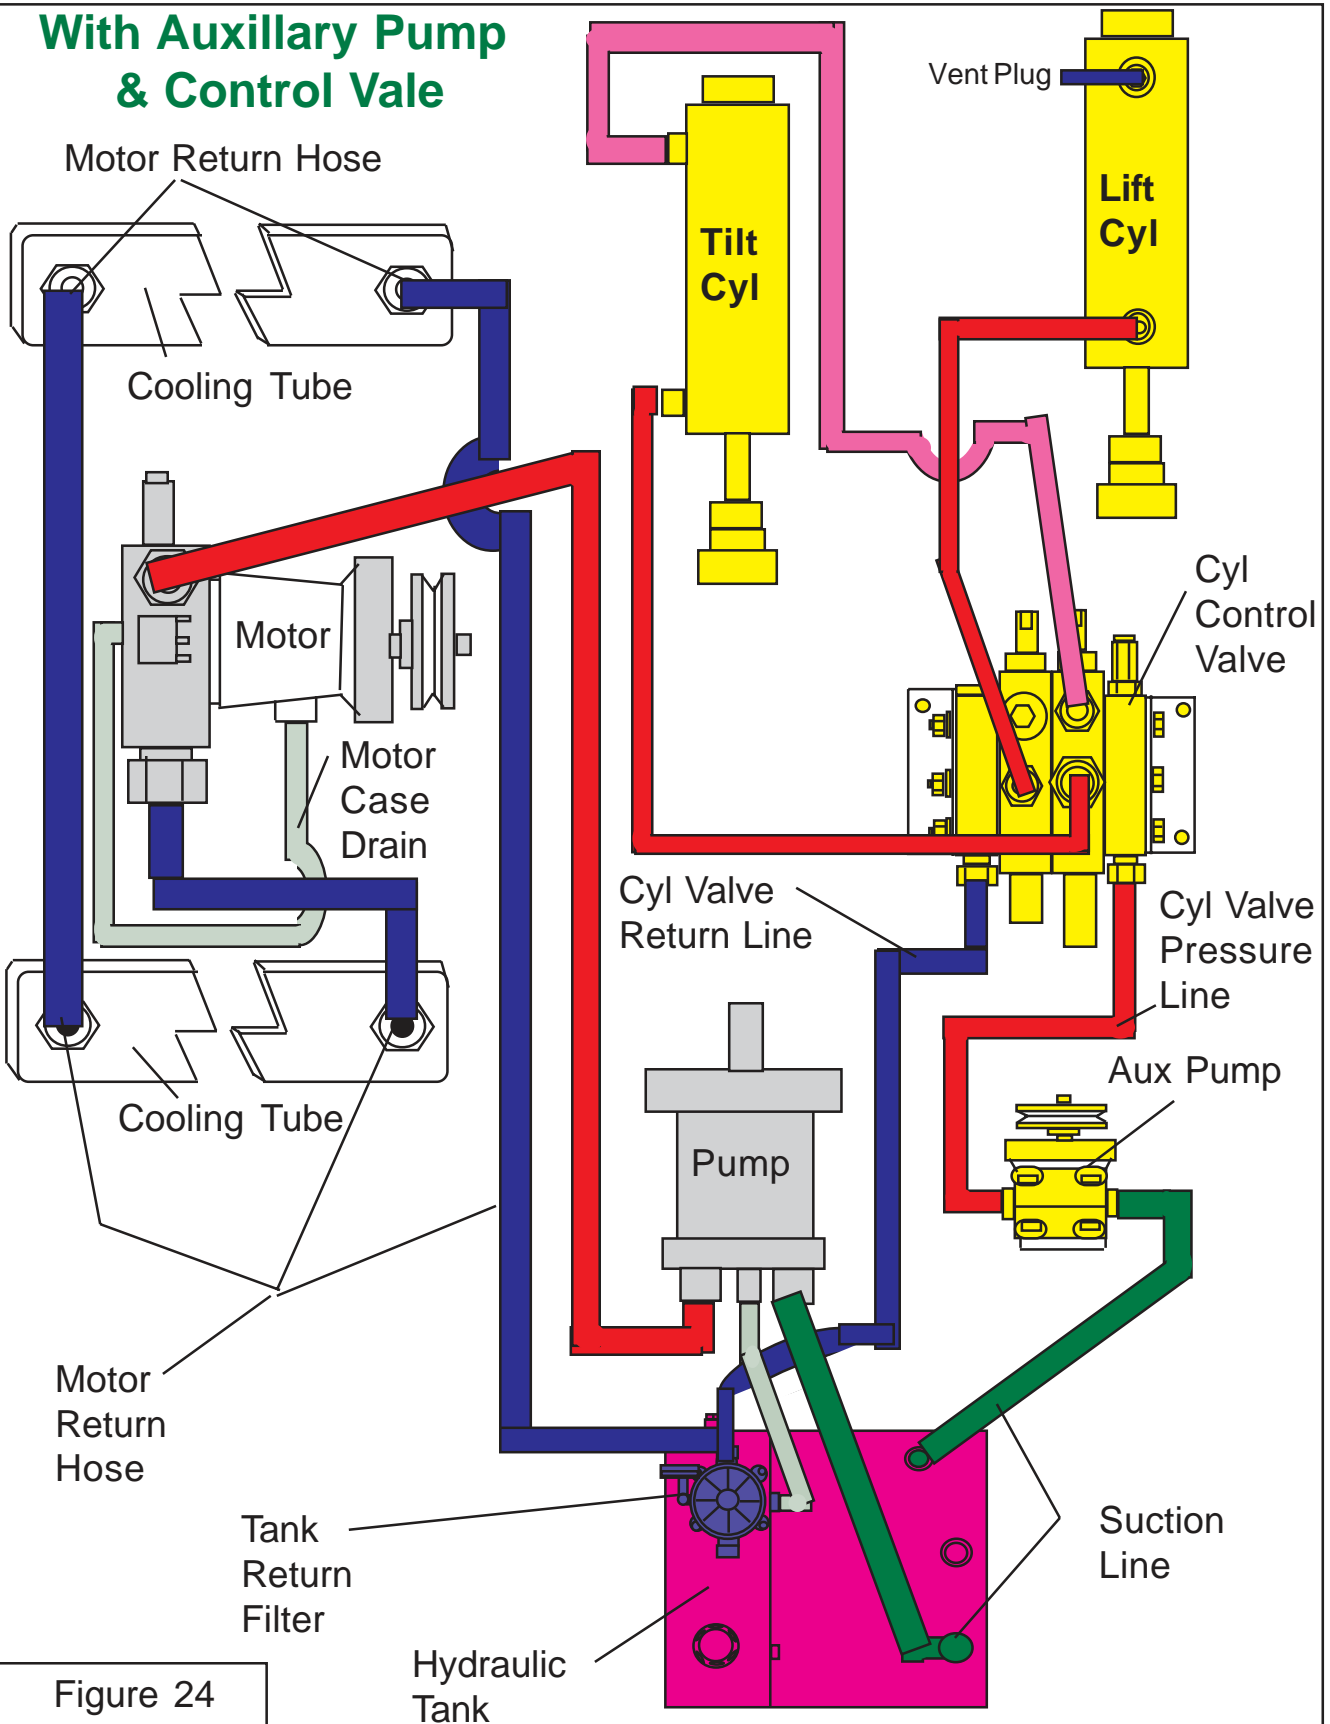 With Auxillary Pump
& Control Vale
Motor Return Hose
Vent Plug
Lift
Cyl
Tilt
Cyl
Cooling Tube
Cyl
Control
Valve
Motor
Motor
Case
Drain
Cyl Valve
Return Line
Cyl Valve
Pressure
Line
Aux Pump
Cooling Tube
Pump
Motor
Return
Hose
Tank
Return
Filter
Suction
Line
Hydraulic
Tank
Figure 24